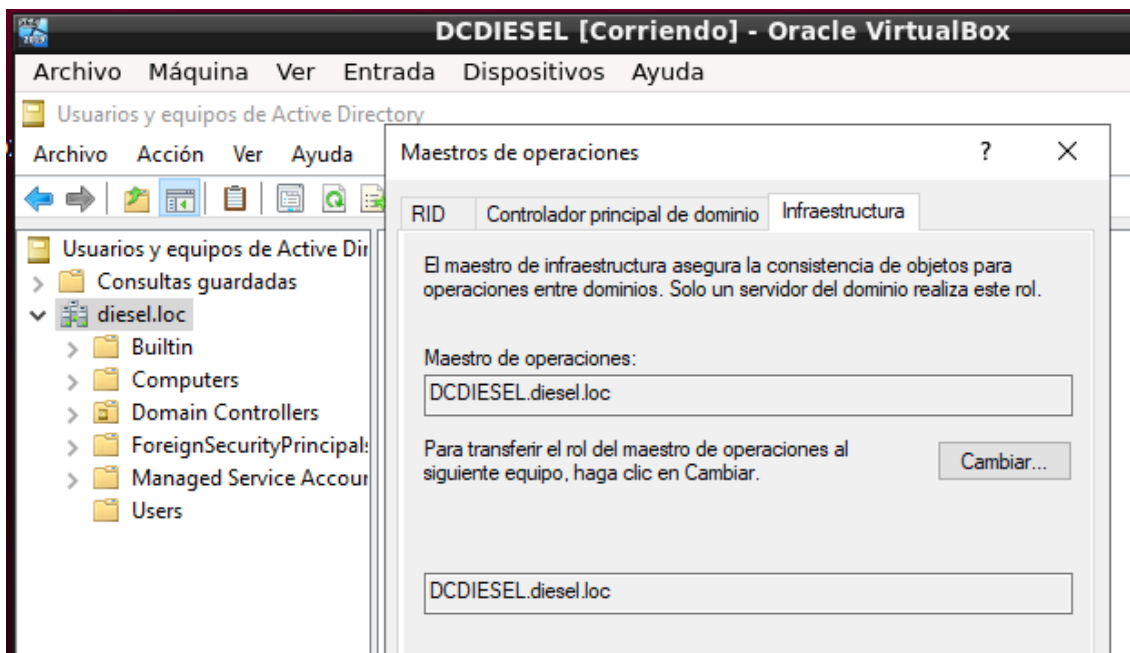 DCDIESEL [Corriendo] - Oracle VirtualBox
Archivo Máquina Ver Entrada Dispositivos Ayuda
Usuarios y equipos de Active Directory
Archivo Acción Ver Ayuda
Usuarios y equipos de Active Dir
Consultas guardadas
diesel.loc
Builtin
Computers
Domain Controllers
ForeignSecurityPrincipals
Managed Service Accour
Users
Maestros de operaciones
?
RID Controlador principal de dominio Infraestructura
El maestro de infraestructura asegura la consistencia de objetos para
operaciones entre dominios. Solo un servidor del dominio realiza este rol.
Maestro de operaciones:
DCDIESEL.diesel.loc
Para transferir el rol del maestro de operaciones al
siguiente equipo, haga clic en Cambiar.
Cambiar...
DCDIESEL.diesel.loc